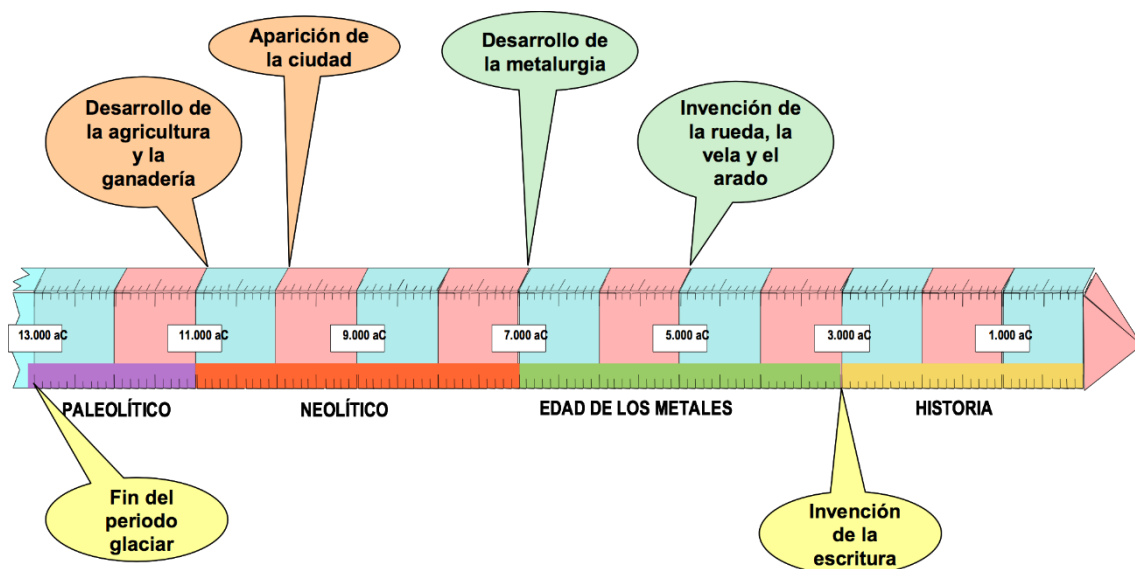 Aparición de
la ciudad
Desarrollo de
la metalurgia
Desarrollo de
la agricultura
y la
ganadería
Invención de
la rueda, la
vela y el
arado
13.000 aC
11.000 aC
9.000 aC
7.000 aC
5.000 aC
3.000 aC
1.000 aC
PALEOLÍTICO
NEOLÍTICO
EDAD DE LOS METALES
HISTORIA
Fin del
periodo
glaciar
Invención
de la
escritura